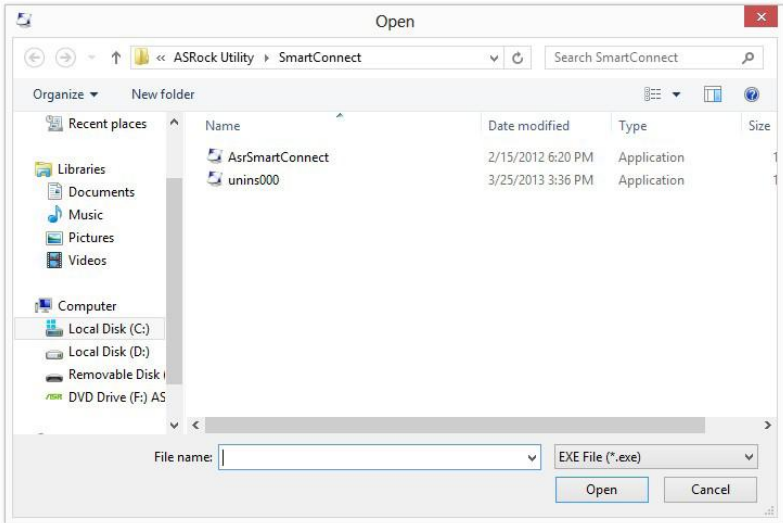 Open
« ASRock Utility SmartConnect
Search SmartConnect
Organize
New folder
Recent places
Libraries
Documents
Music
Pictures
Videos
Computer
Local Disk (C:)
Local Disk (D:)
Removable Disk (
DVD Drive (F:) AS
Name Date modified Type Size
AsrSmartConnect 2/15/2012 6:20 PM Application 1
unins000 3/25/2013 3:36 PM Application 1
File name:
EXE File (*.exe)
Open Cancel